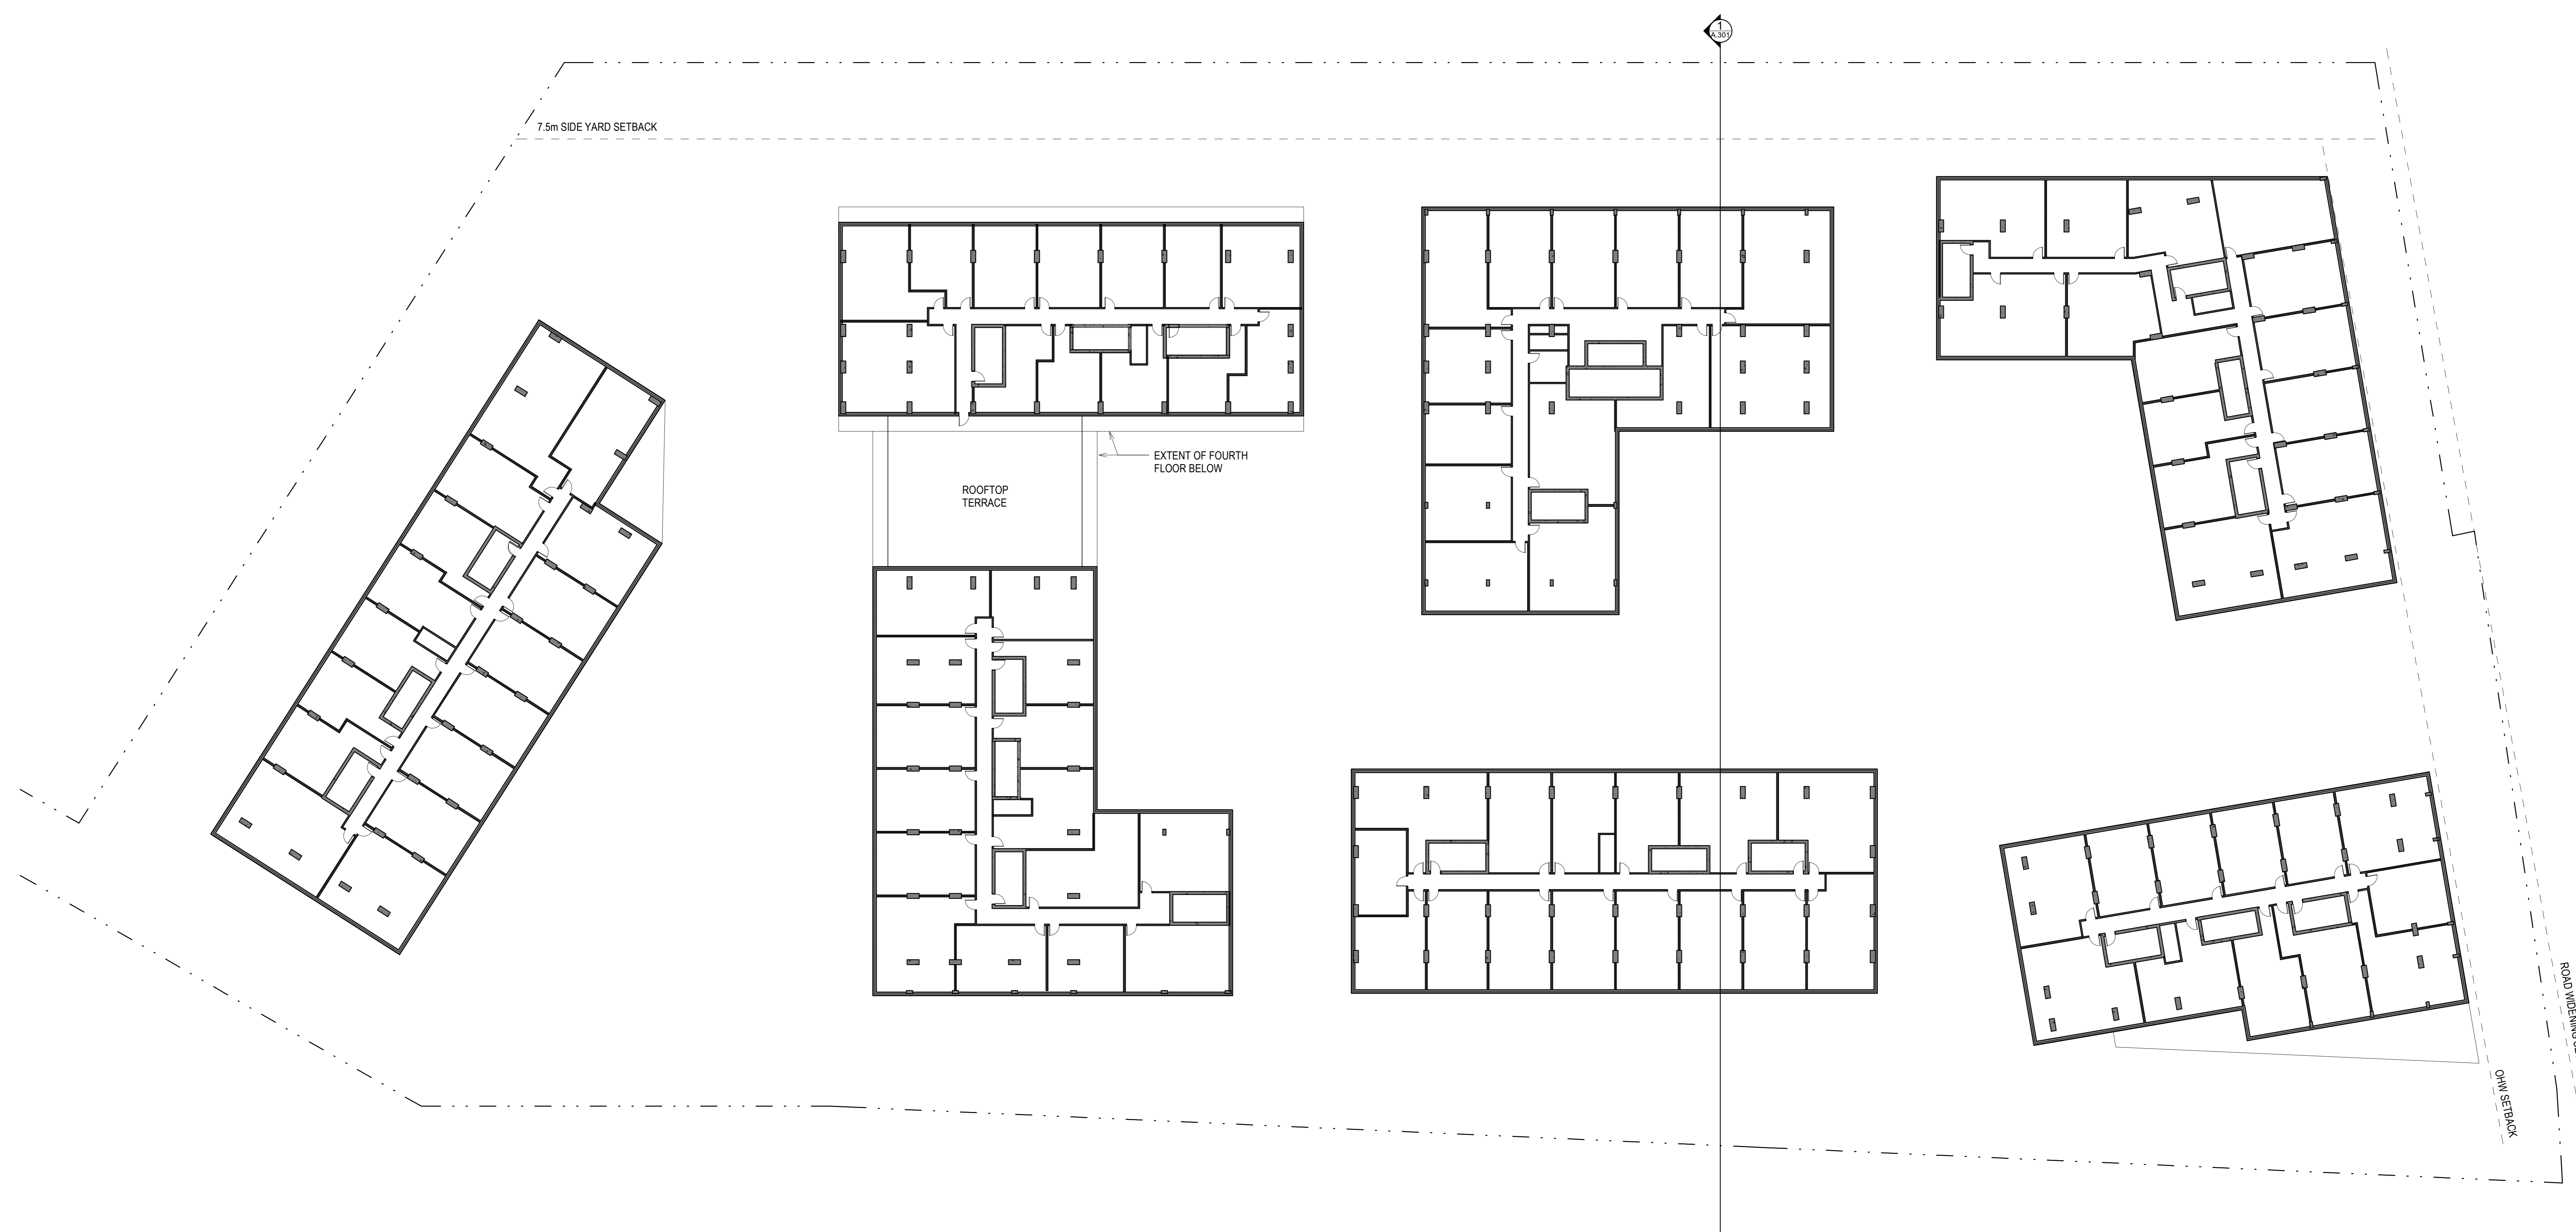 1
A.301
7.5m SIDE YARD SETBACK
EXTENT OF FOURTH
FLOOR BELOW
ROOFTOP
TERRACE
ROAD WIDENING
OHW SETBACK